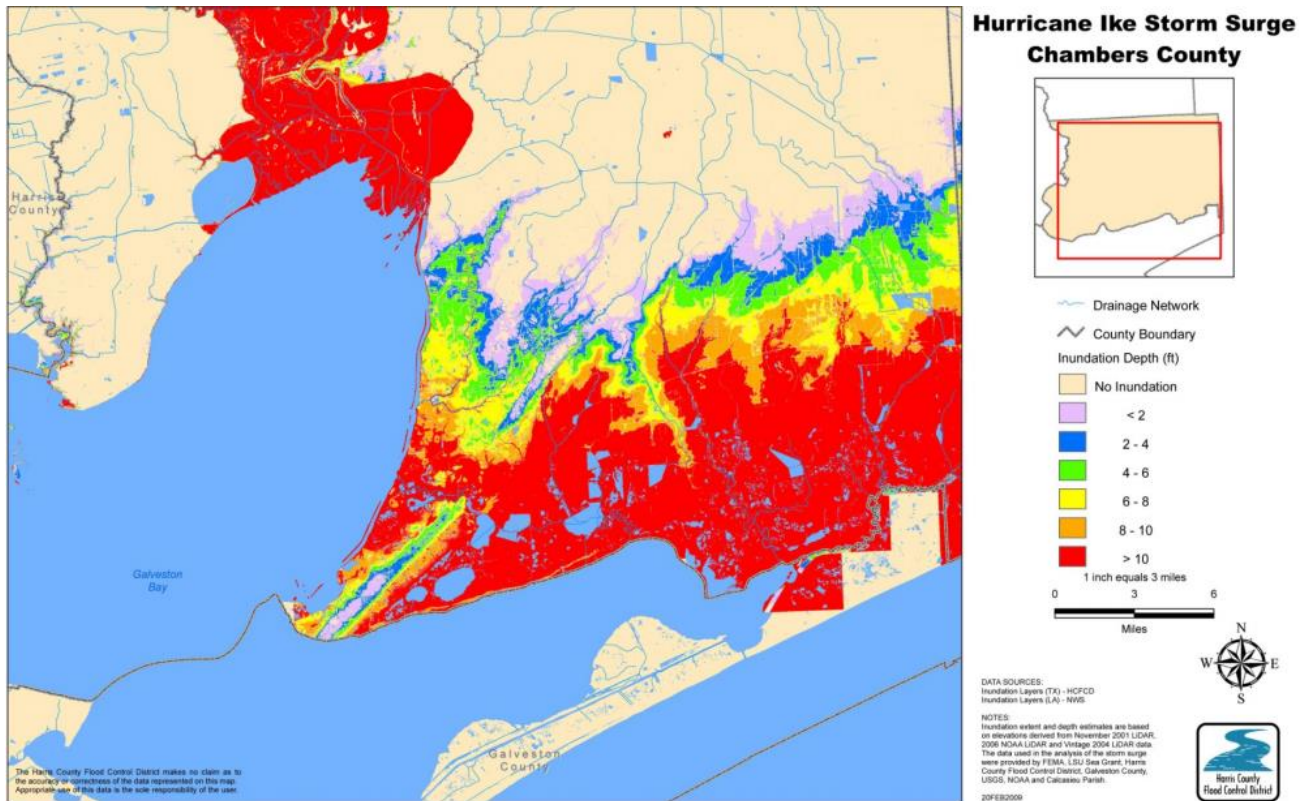 Hurricane Ike Storm Surge
Chambers County
Harris
County
Galveston
Bay
Galveston
County
The Harris County Flood Control District makes no claim as to
the accuracy or correctness of the data represented on this map.
Appropriate use of this data is the sole responsibility of the user.
Drainage Network
County Boundary
Inundation Depth (ft)
No Inundation
< 2
2 - 4
4 - 6
6 - 8
8 - 10
> 10
1 inch equals 3 miles
0 3 6
Miles
N
W E
S
DATA SOURCES:
Inundation Layers (TX) - HCFCD
Inundation Layers (LA) - NWS
NOTES:
Inundation extent and depth estimates are based
on elevations derived from November 2001 LiDAR,
2006 NOAA LiDAR and Vintage 2004 LiDAR data.
The data used in the analysis of the storm surge
were provided by FEMA, LSU Sea Grant, Harris
County Flood Control District, Galveston County,
USGS, NOAA and Calcasieu Parish.
20FEB2009
Harris County
Flood Control District